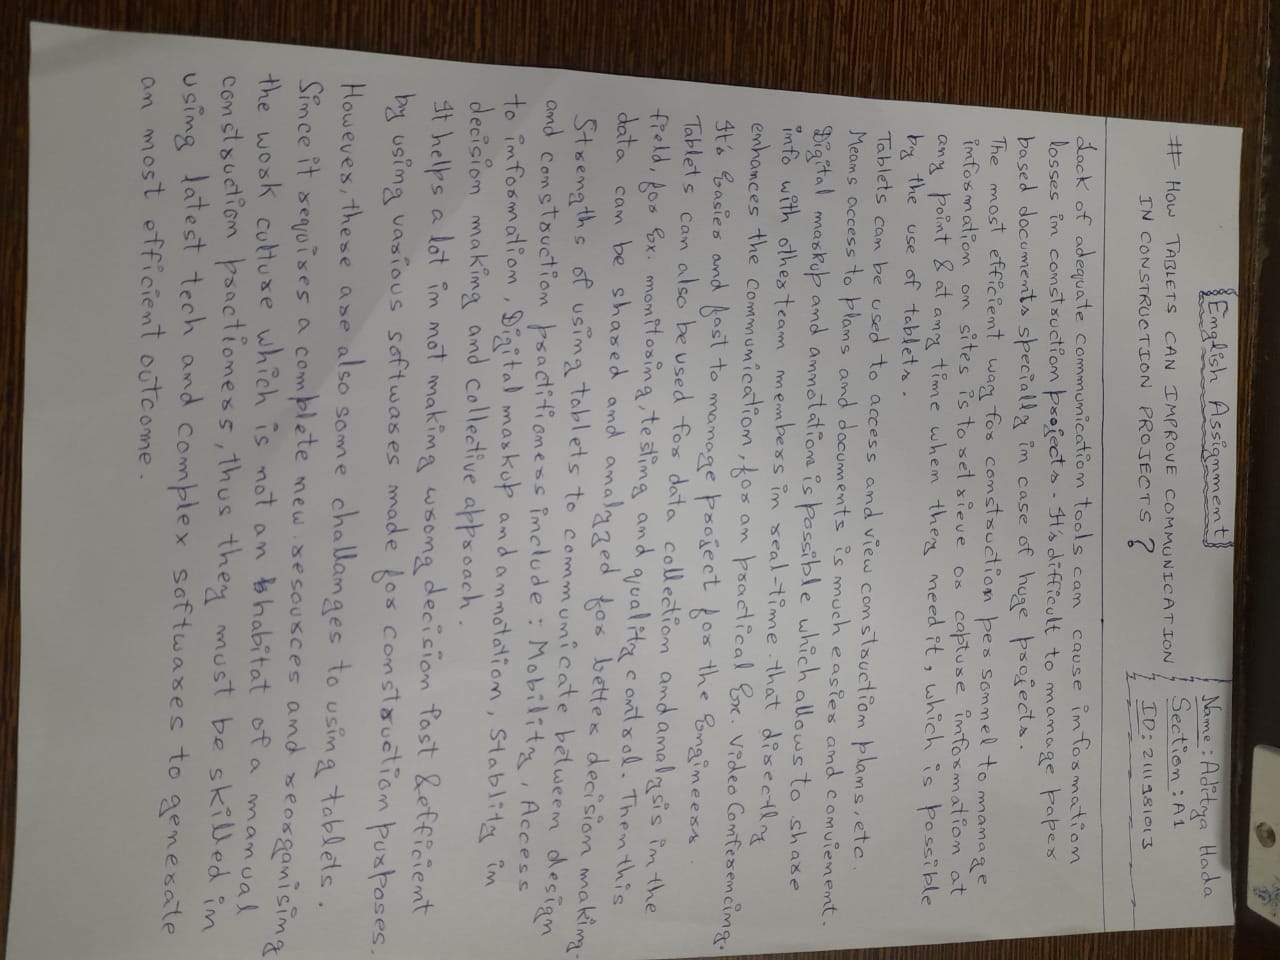 English Assignment
Name : Aditya Hada
Section : A1
ID: 2111981013
# HOW TABLETS CAN IMPROVE COMMUNICATION
IN CONSTRUCTION PROJECTS ?
Lack of adequate communication tools can cause information
losses in construction projects. It's difficult to manage paper
based documents specially in case of huge projects.
The most efficient way for construction personnel to manage
information on sites is to retrieve or capture information at
any point & at any time when they need it, which is possible
by the use of tablets.
Tablets can be used to access and view construction plans, etc.
Means access to plans and documents is much easier and convienent.
Digital markup and annotations is possible which allows to share
info with other team members in real-time that directly
enhances the communication, for an practical Ex. Video Conferencing.
It's Easier and fast to manage project for the Engineers.
Tablets can also be used for data collection and analysis in the
field, for Ex. monitoring, testing and quality control. Then this
data can be shared and analyzed for better decision making.
Strengths of using tablets to communicate between design
and construction practitioners include : Mobility, Access
to information, Digital markup and annotation, Stablity in
decision making and collective approach.
It helps a lot in not making wrong decision fast & efficient
by using various softwares made for construction purposes.
However, there are also some challanges to using tablets.
Since it requires a complete new resources and reorganising
the work culture which is not an habitat of a manual
construction practioners, thus they must be skilled in
using latest tech and complex softwares to generate
an most efficient outcome.